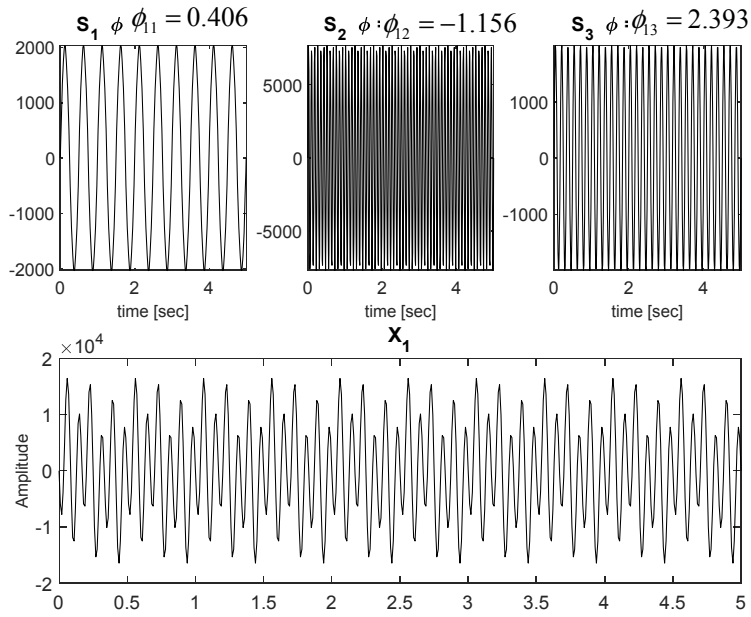 S₁ ϕ ϕ₁₁ = 0.406
S₂ ϕ : ϕ₁₂ = −1.156
S₃ ϕ : ϕ₁₃ = 2.393
2000
1000
0
-1000
-2000
0 2 4
time [sec]
5000
0
-5000
0 2 4
time [sec]
1000
0
-1000
0 2 4
time [sec]
X₁
×10⁴
Amplitude
2
1
0
-1
-2
0 0.5 1 1.5 2 2.5 3 3.5 4 4.5 5